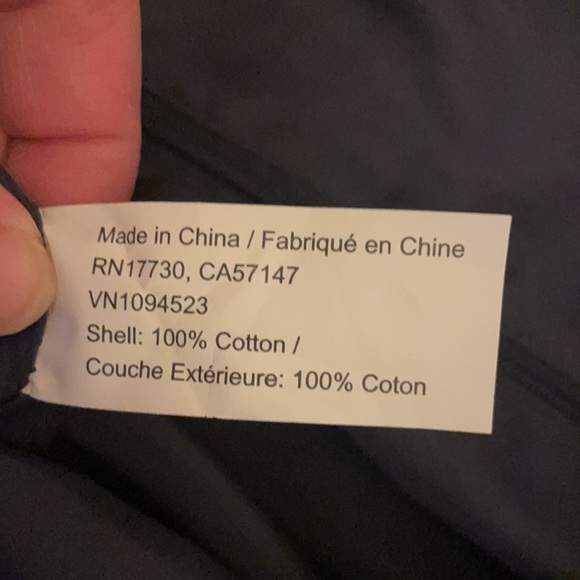 Made in China / Fabriqué en Chine
RN17730, CA57147
VN1094523
Shell: 100% Cotton /
Couche Extérieure: 100% Coton